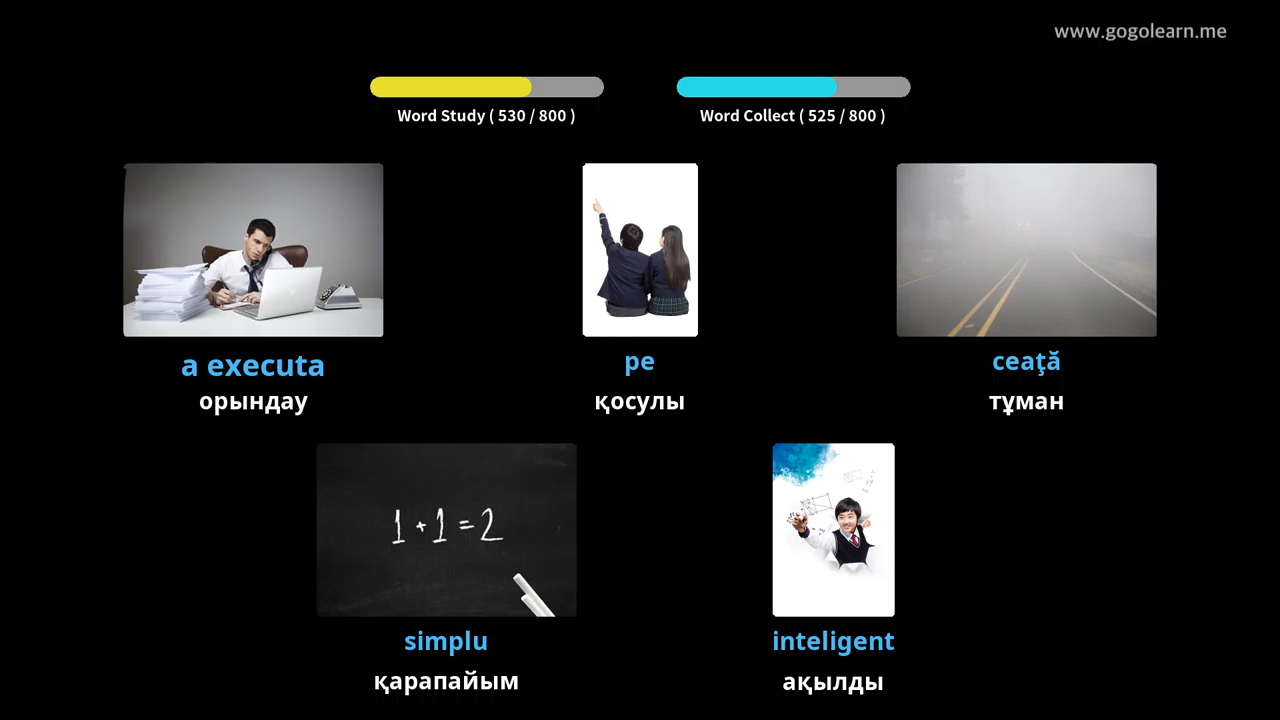 www.gogolearn.me
Word Study ( 530 / 800 )
Word Collect ( 525 / 800 )
a executa
орындау
pe
қосулы
ceaţă
тұман
1 + 1 = 2
simplu
қарапайым
inteligent
ақылды